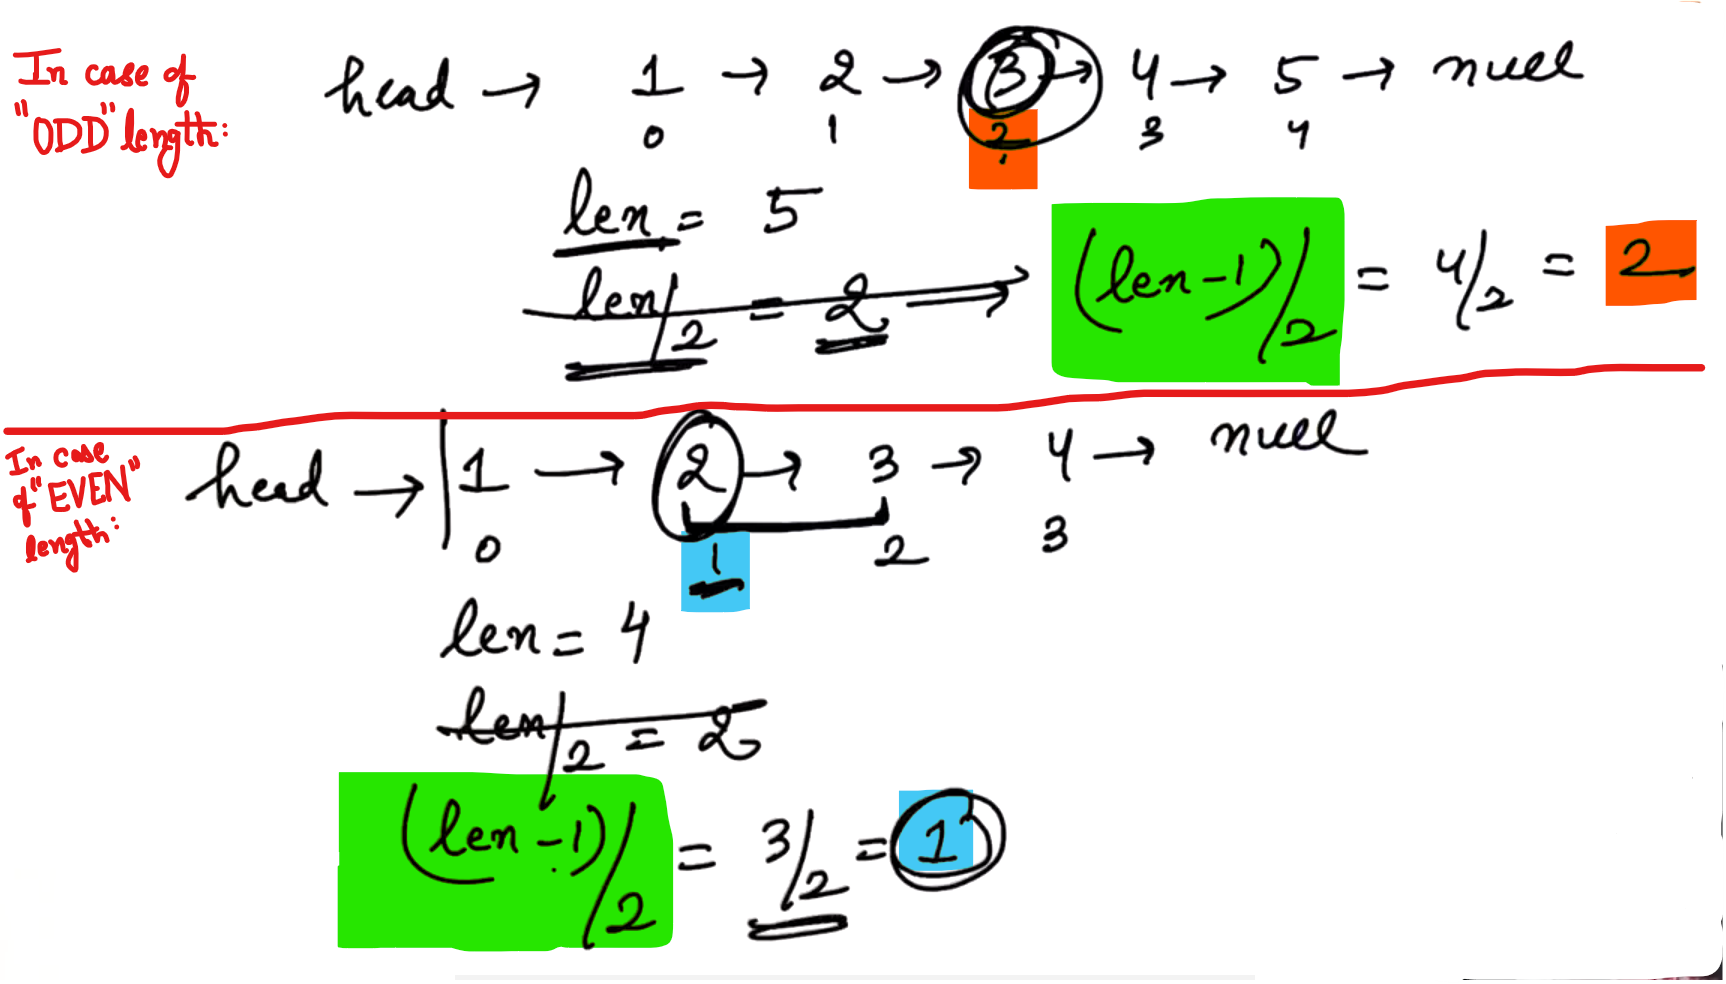 In case of
"ODD" length:
head → 1 → 2 → 3 → 4 → 5 → null
0 1 2 3 4
len = 5
len/2 = 2 → (len-1)/2 = 4/2 = 2
In case
of "EVEN"
length:
head → 1 → 2 → 3 → 4 → null
0 1 2 3
len = 4
len/2 = 2
(len-1)/2 = 3/2 = 1